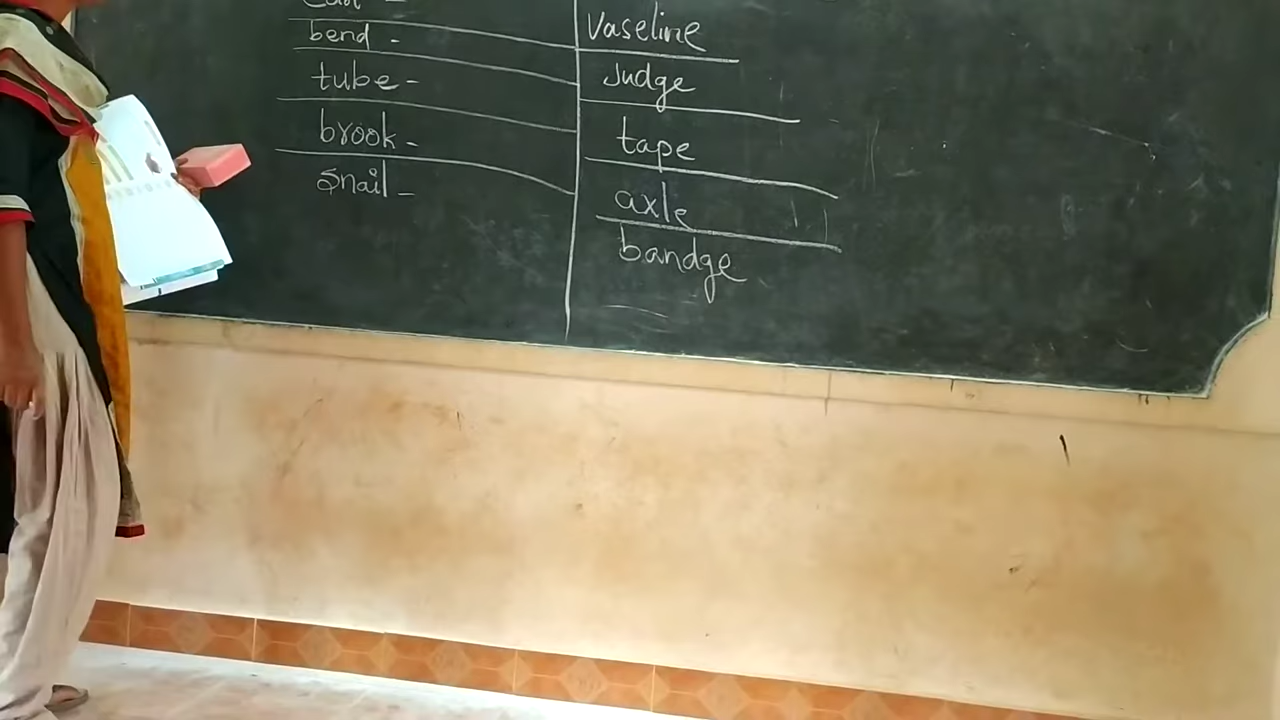 bend -
tube -
brook -
Snail -
Vaseline
Judge
tape
axle
bandge